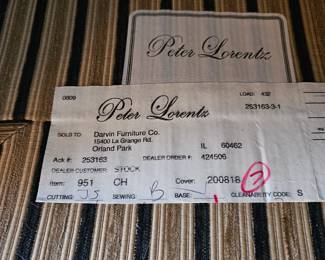 Peter Lorentz
0809
LOAD: 432
Peter Lorentz
253163-3-1
SOLD TO: Darvin Furniture Co.
15400 La Grange Rd.
Orland Park IL 60462
Ack #: 253163 DEALER ORDER #: 424506
DEALER CUSTOMER: STOCK
Item: 951 CH Cover: 200818 3
CUTTING: JS SEWING: B BASE: CLEANABILITY CODE: S